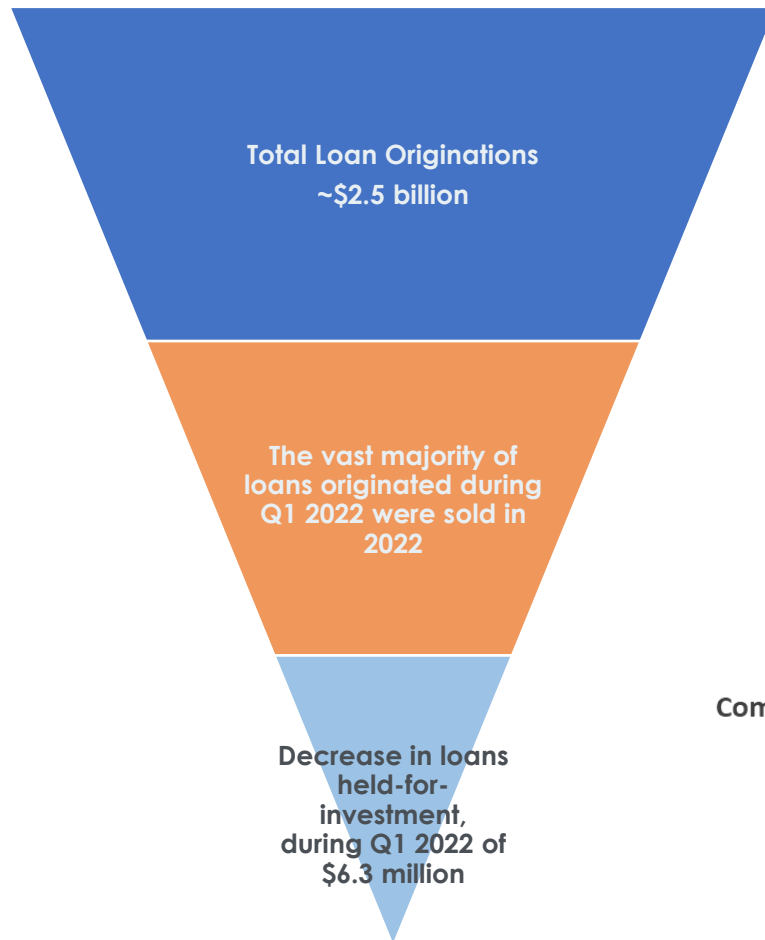 Total Loan Originations
~$2.5 billion
The vast majority of
loans originated during
Q1 2022 were sold in
2022
Com
Decrease in loans
held-for-
investment,
during Q1 2022 of
$6.3 million